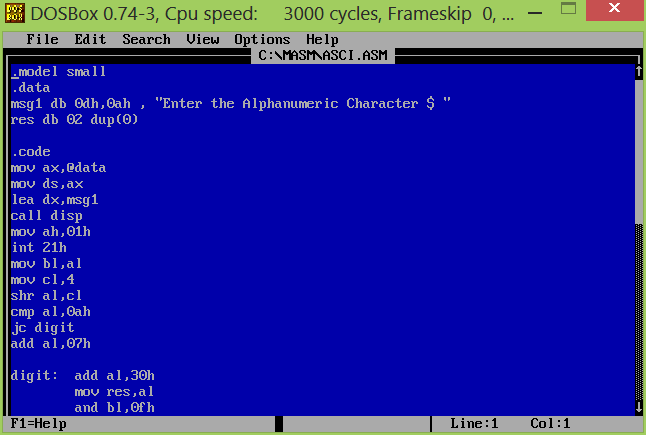 DOSBox 0.74-3, Cpu speed: 3000 cycles, Frameskip 0, ...
File Edit Search View Options Help
C:\MASM\ASCI.ASM
.model small
.data
msg1 db 0dh,0ah , "Enter the Alphanumeric Character $ "
res db 02 dup(0)

.code
mov ax,@data
mov ds,ax
lea dx,msg1
call disp
mov ah,01h
int 21h
mov bl,al
mov cl,4
shr al,cl
cmp al,0ah
jc digit
add al,07h

digit:  add al,30h
        mov res,al
        and bl,0fh
F1=Help Line:1 Col:1